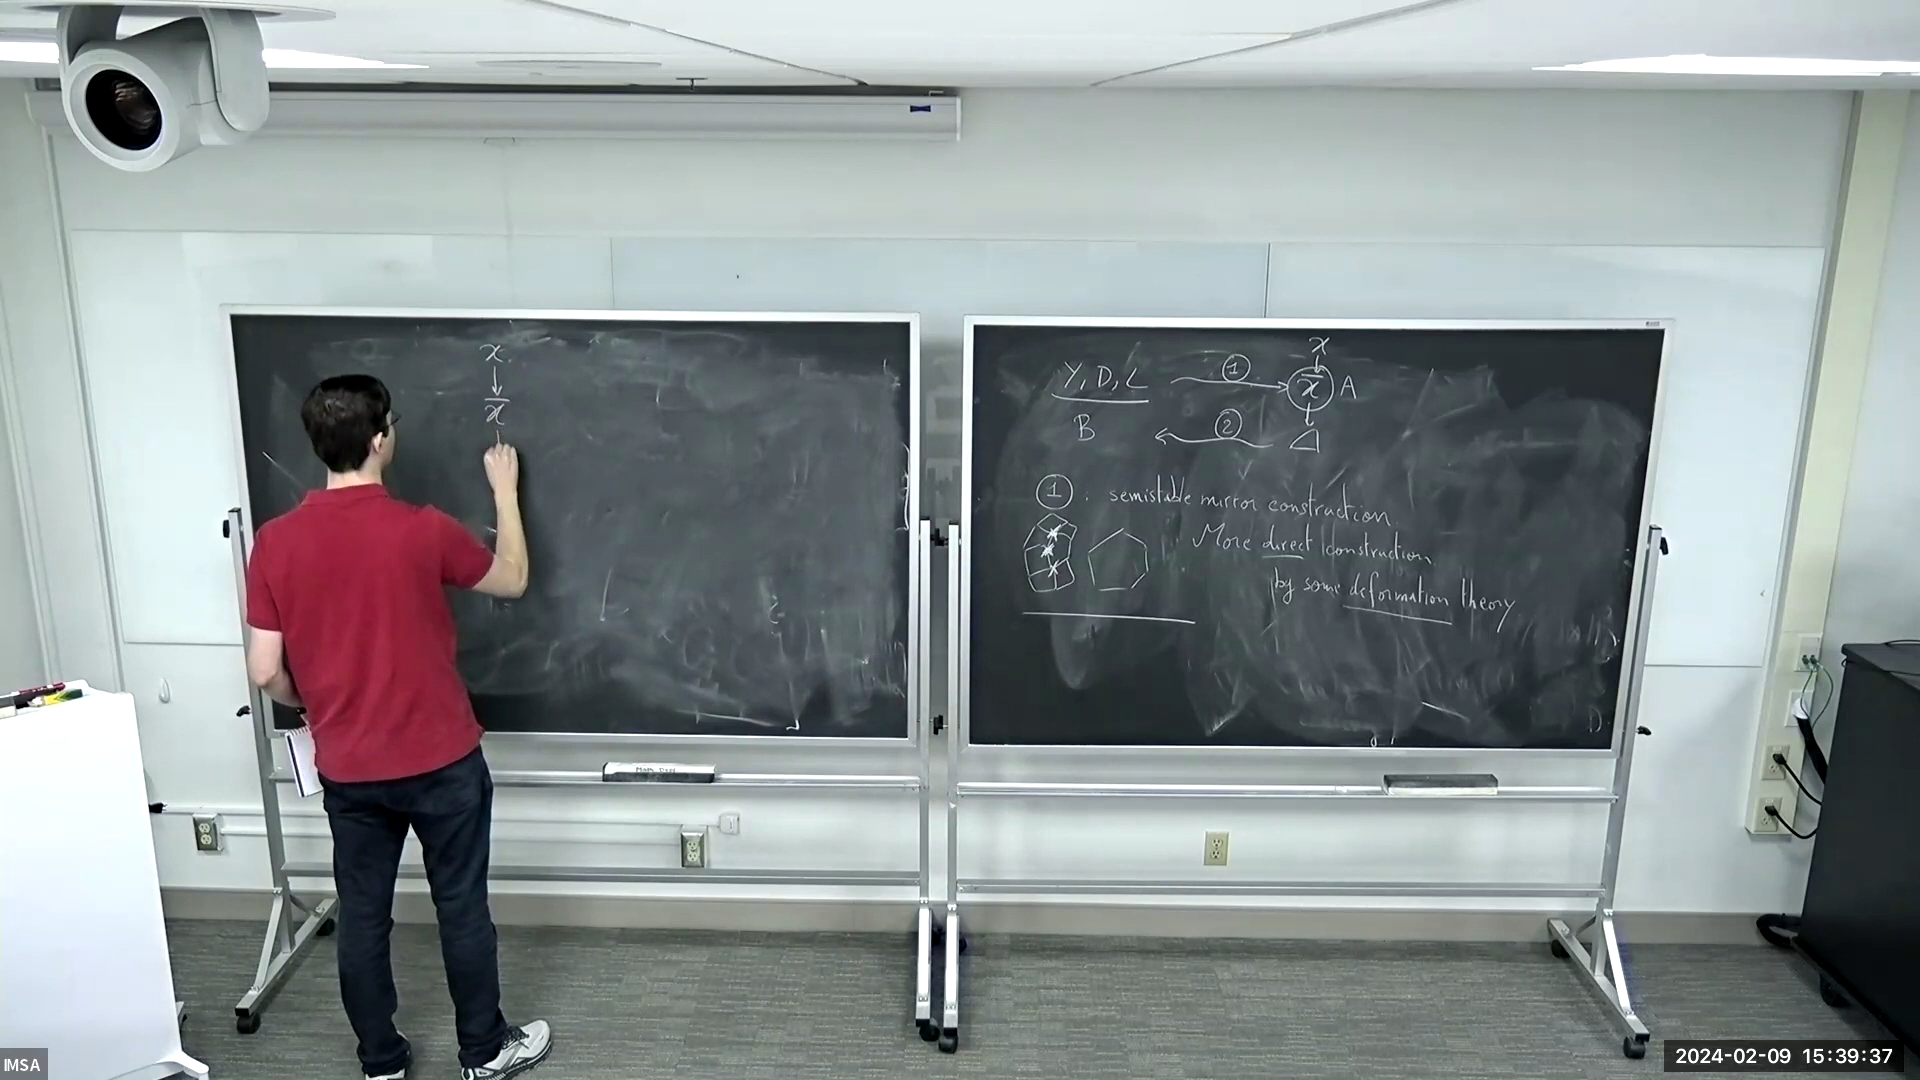 𝒳
↓
𝒳̅
Y, D, L ① → 𝒳 ↓ 𝒳̅ A
B ② ← ↓ Δ
① : semistable mirror construction.
More direct construction
by some deformation theory
IMSA
2024-02-09 15:39:37